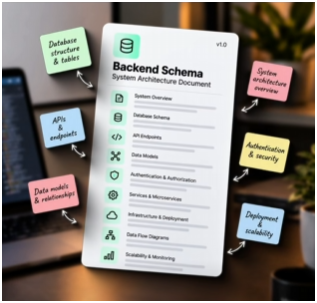 v1.0
Backend Schema
System Architecture Document
System Overview
Database Schema
API Endpoints
Data Models
Authentication & Authorization
Services & Microservices
Infrastructure & Deployment
Data Flow Diagrams
Scalability & Monitoring
Database
structure
& tables
APIs
&
endpoints
Data models
& relationships
System
architecture
overview
Authentication
& security
Deployment
&
scalability